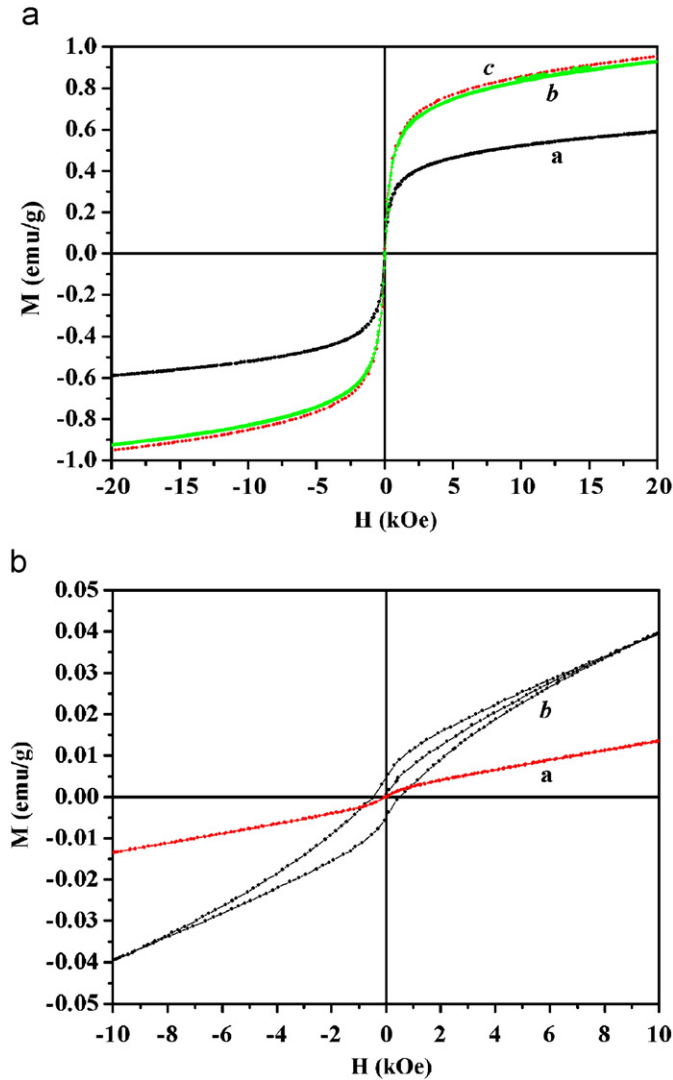 a
1.0
0.8
0.6
0.4
0.2
0.0
-0.2
-0.4
-0.6
-0.8
-1.0
M (emu/g)
c
b
a
-20 -15 -10 -5 0 5 10 15 20
H (kOe)
b
0.05
0.04
0.03
0.02
0.01
0.00
-0.01
-0.02
-0.03
-0.04
-0.05
M (emu/g)
b
a
-10 -8 -6 -4 -2 0 2 4 6 8 10
H (kOe)